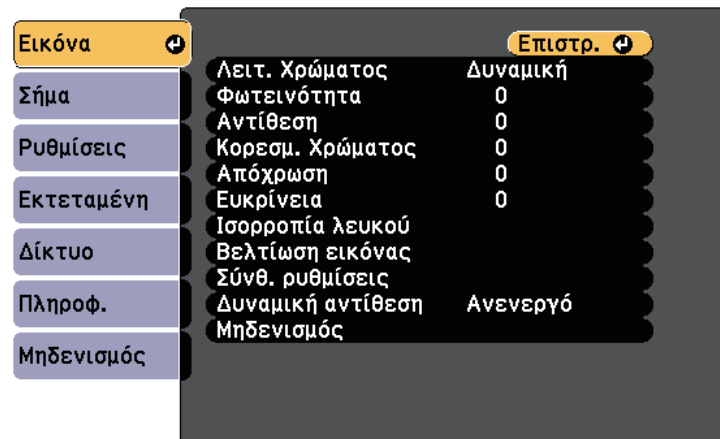 Εικόνα
Σήμα
Ρυθμίσεις
Εκτεταμένη
Δίκτυο
Πληροφ.
Μηδενισμός
Επιστρ.
Λειτ. Χρώματος Δυναμική
Φωτεινότητα 0
Αντίθεση 0
Κορεσμ. Χρώματος 0
Απόχρωση 0
Ευκρίνεια 0
Ισορροπία λευκού
Βελτίωση εικόνας
Σύνθ. ρυθμίσεις
Δυναμική αντίθεση Ανενεργό
Μηδενισμός